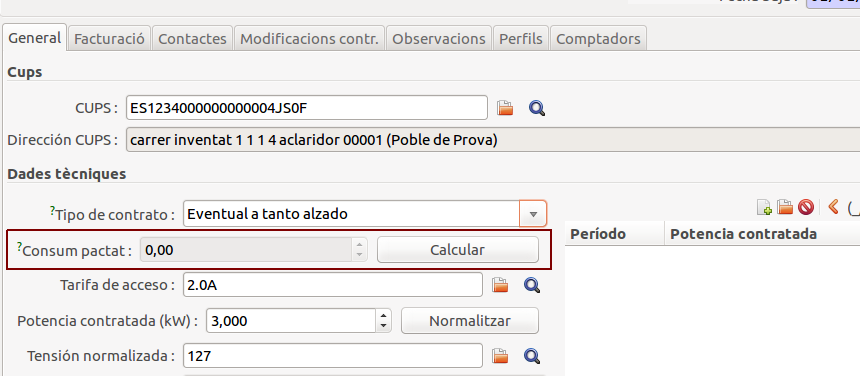 General Facturació Contactes Modificacions contr. Observacions Perfils Comptadors
Cups
CUPS : ES1234000000000004JS0F
Dirección CUPS : carrer inventat 1 1 1 4 aclaridor 00001 (Poble de Prova)
Dades tècniques
?Tipo de contrato : Eventual a tanto alzado
Período Potencia contratada
?Consum pactat : 0,00 Calcular
Tarifa de acceso : 2.0A
Potencia contratada (kW) : 3,000 Normalitzar
Tensión normalizada : 127